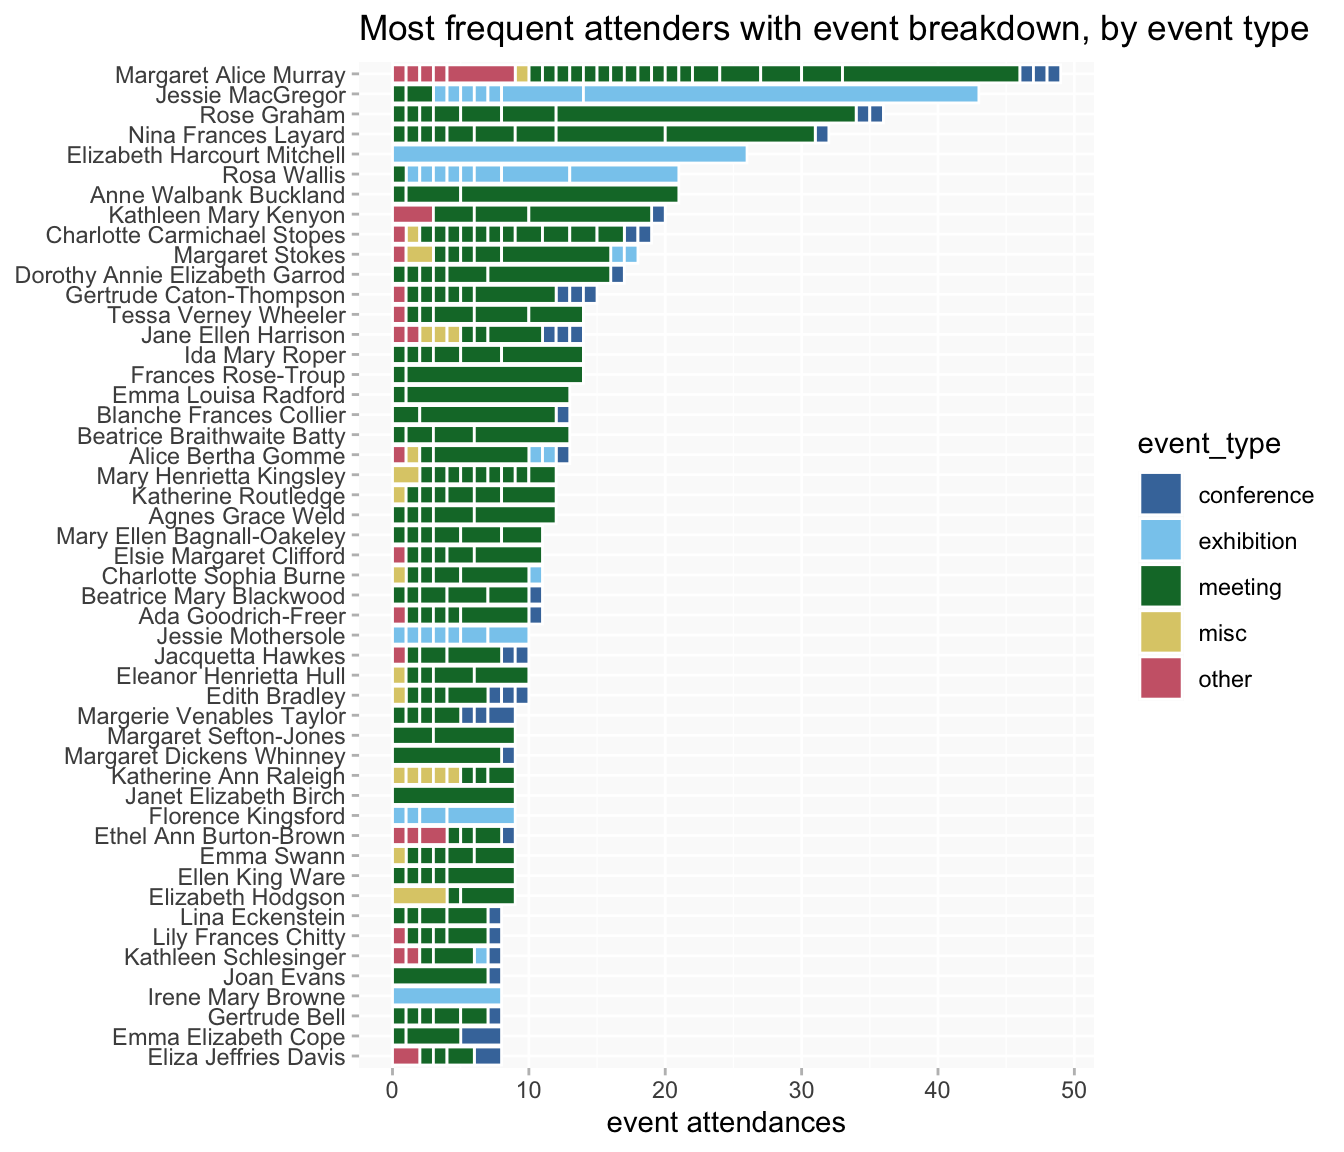 Most frequent attenders with event breakdown, by event type
Margaret Alice Murray
Jessie MacGregor
Rose Graham
Nina Frances Layard
Elizabeth Harcourt Mitchell
Rosa Wallis
Anne Walbank Buckland
Kathleen Mary Kenyon
Charlotte Carmichael Stopes
Margaret Stokes
Dorothy Annie Elizabeth Garrod
Gertrude Caton-Thompson
Tessa Verney Wheeler
Jane Ellen Harrison
Ida Mary Roper
Frances Rose-Troup
Emma Louisa Radford
Blanche Frances Collier
Beatrice Braithwaite Batty
Alice Bertha Gomme
Mary Henrietta Kingsley
Katherine Routledge
Agnes Grace Weld
Mary Ellen Bagnall-Oakeley
Elsie Margaret Clifford
Charlotte Sophia Burne
Beatrice Mary Blackwood
Ada Goodrich-Freer
Jessie Mothersole
Jacquetta Hawkes
Eleanor Henrietta Hull
Edith Bradley
Margerie Venables Taylor
Margaret Sefton-Jones
Margaret Dickens Whinney
Katherine Ann Raleigh
Janet Elizabeth Birch
Florence Kingsford
Ethel Ann Burton-Brown
Emma Swann
Ellen King Ware
Elizabeth Hodgson
Lina Eckenstein
Lily Frances Chitty
Kathleen Schlesinger
Joan Evans
Irene Mary Browne
Gertrude Bell
Emma Elizabeth Cope
Eliza Jeffries Davis
0 10 20 30 40 50
event attendances
event_type
conference
exhibition
meeting
misc
other